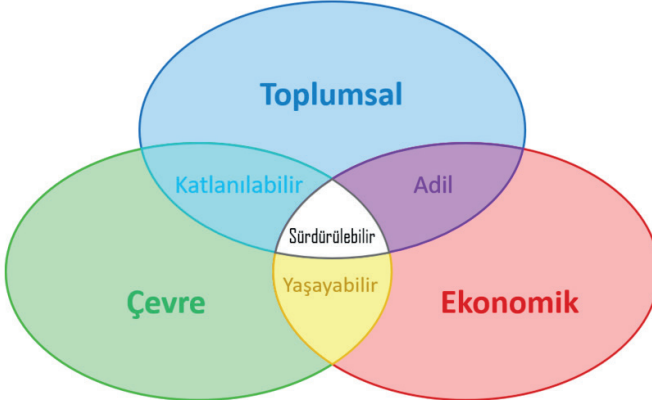 Toplumsal
Katlanılabilir
Adil
Sürdürülebilir
Yaşayabilir
Çevre
Ekonomik